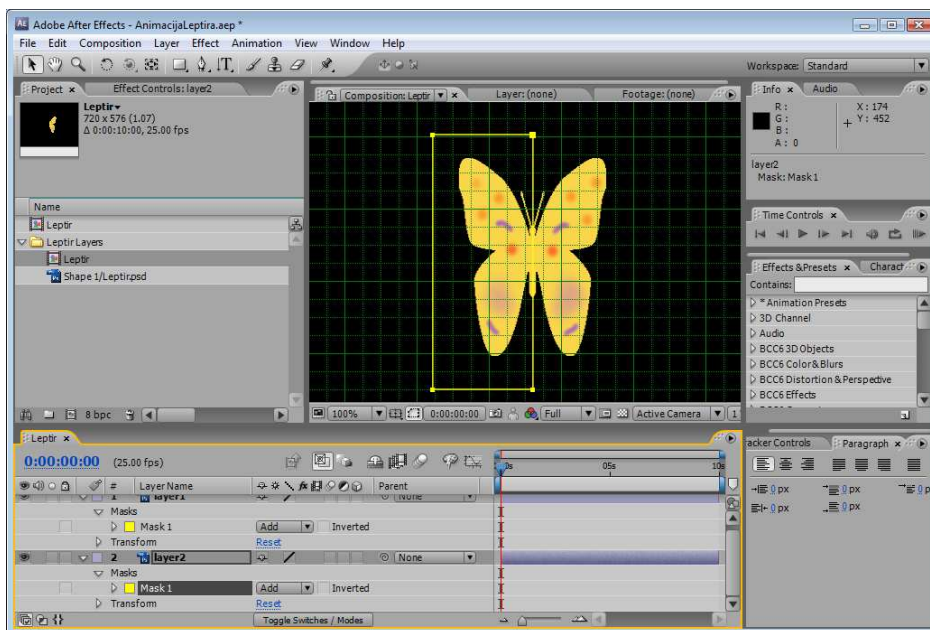 Adobe After Effects - AnimacijaLeptira.aep *
File Edit Composition Layer Effect Animation View Window Help
Workspace: Standard
Project × Effect Controls: layer2
Leptir
720 x 576 (1.07)
Δ 0:00:10:00, 25.00 fps
Name
Leptir
Leptir Layers
Leptir
Shape 1/Leptir.psd
8 bpc
Composition: Leptir × Layer: (none) Footage: (none)
100% 0:00:00:00 Full Active Camera 1
Info × Audio
R : X : 174
G : Y : 452
B :
A : 0
layer2
Mask: Mask 1
Time Controls ×
Effects & Presets × Charact
Contains:
* Animation Presets
3D Channel
Audio
BCC6 3D Objects
BCC6 Color & Blurs
BCC6 Distortion & Perspective
BCC6 Effects
Leptir ×
0:00:00:00 (25.00 fps)
0s 05s 10s
# Layer Name Parent
1 layer1 None
Masks
Mask 1 Add Inverted
Transform Reset
2 layer2 None
Masks
Mask 1 Add Inverted
Transform Reset
Toggle Switches / Modes
racker Controls Paragraph ×
0 px 0 px 0 p
0 px 0 px